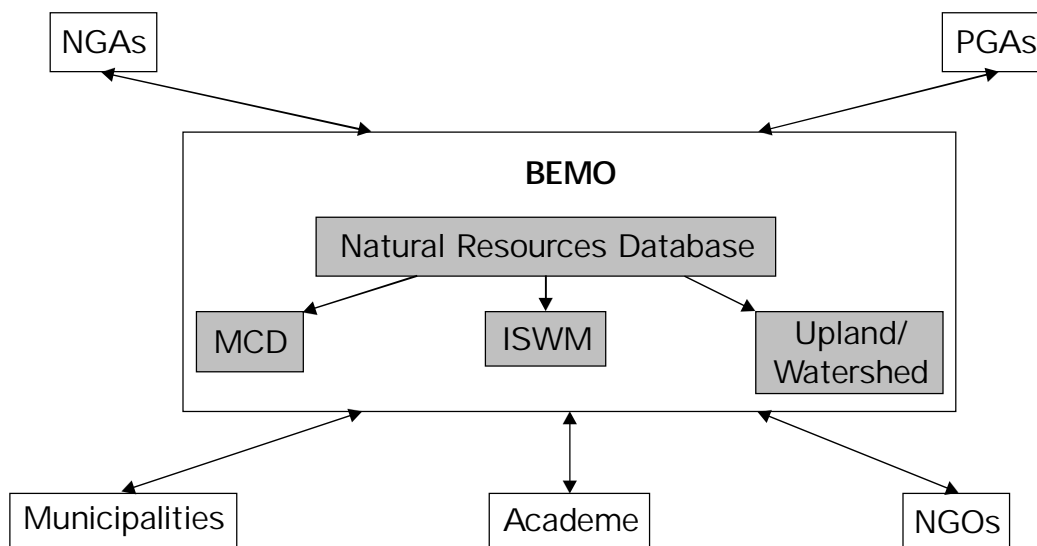 NGAs
PGAs
BEMO
Natural Resources Database
MCD
ISWM
Upland/
Watershed
Municipalities
Academe
NGOs